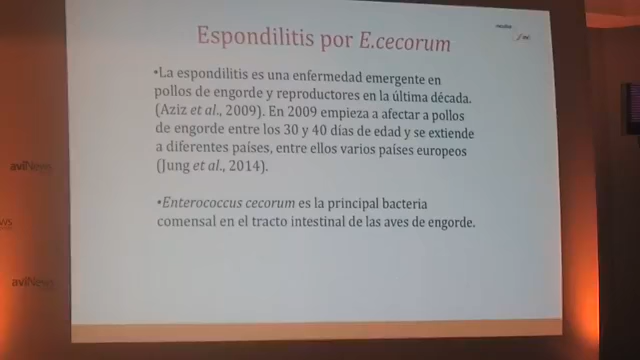 Espondilitis por E.cecorum
•La espondilitis es una enfermedad emergente en
pollos de engorde y reproductores en la última década.
(Aziz et al., 2009). En 2009 empieza a afectar a pollos
de engorde entre los 30 y 40 días de edad y se extiende
a diferentes países, entre ellos varios países europeos
(Jung et al., 2014).
•Enterococcus cecorum es la principal bacteria
comensal en el tracto intestinal de las aves de engorde.
aviNews
aviNews